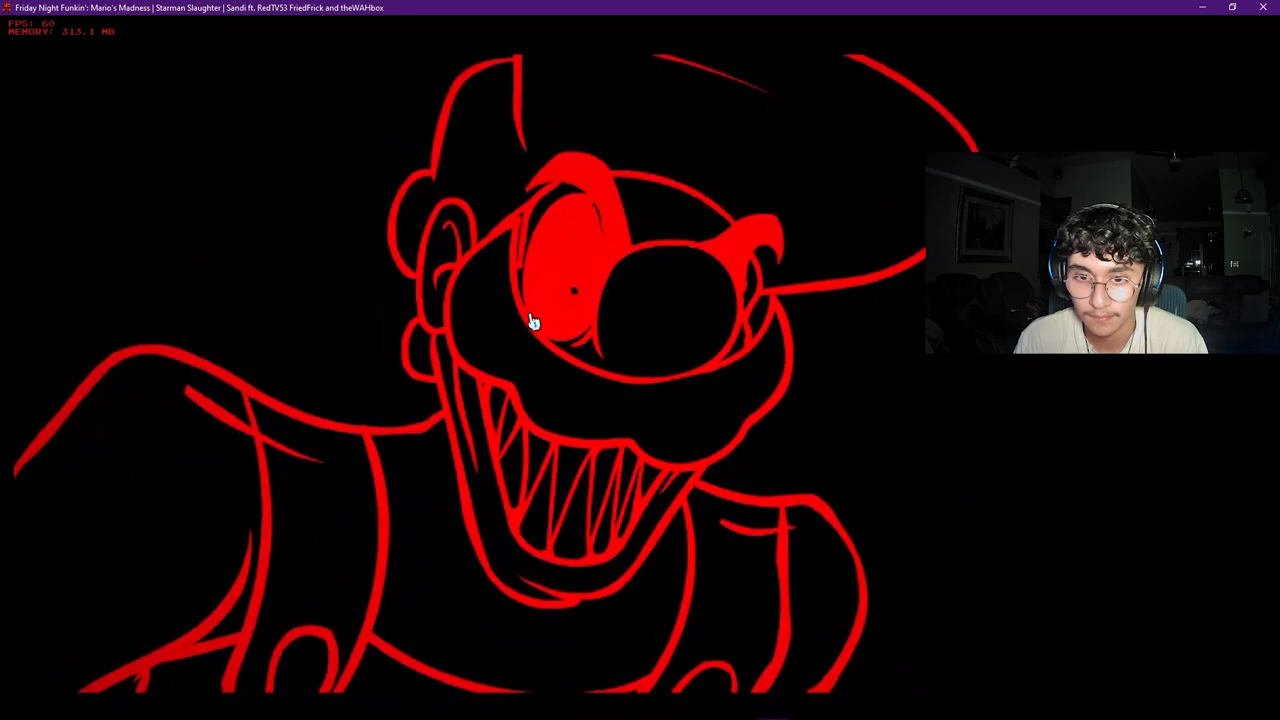 Friday Night Funkin': Mario's Madness | Starman Slaughter | Sandi ft. RedTV53 FriedFrick and theWAHbox
FPS: 60
MEMORY: 313.1 MB